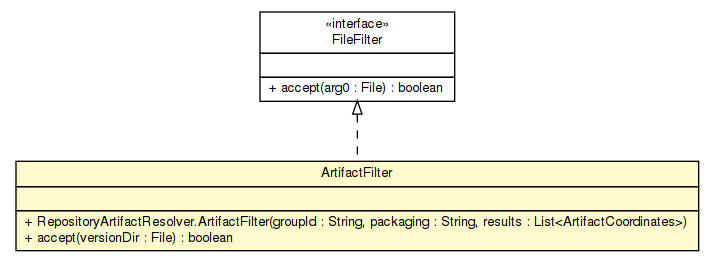 «interface»
FileFilter
+ accept(arg0 : File) : boolean
ArtifactFilter
+ RepositoryArtifactResolver.ArtifactFilter(groupId : String, packaging : String, results : List<ArtifactCoordinates>)
+ accept(versionDir : File) : boolean